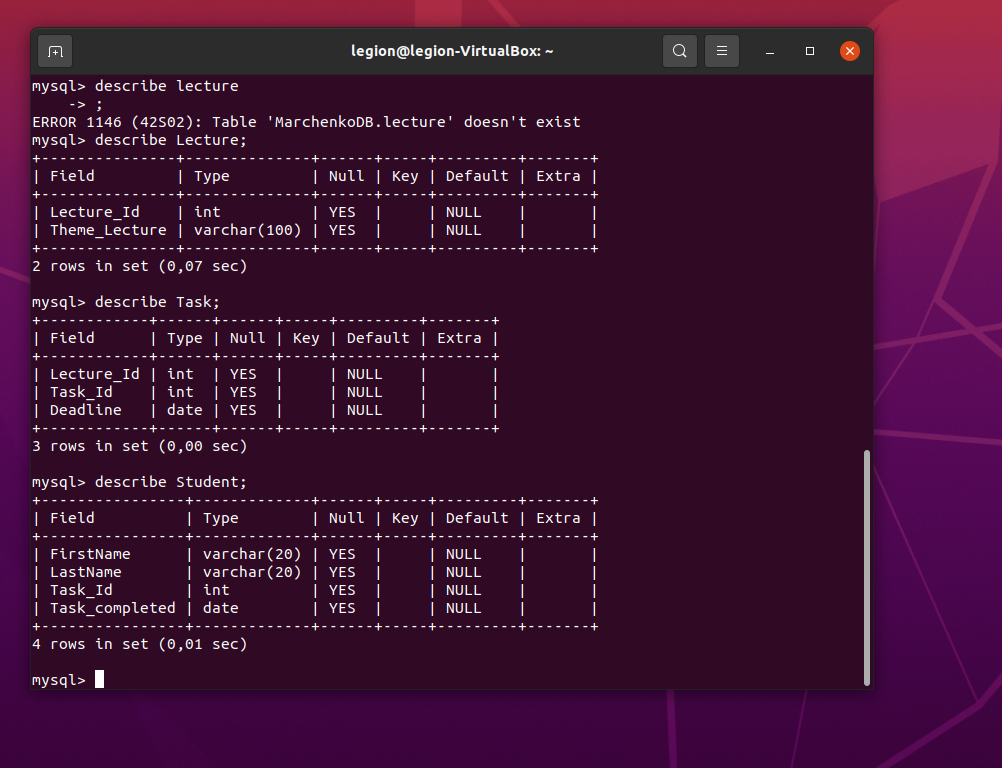 legion@legion-VirtualBox: ~
mysql> describe lecture
    -> ;
ERROR 1146 (42S02): Table 'MarchenkoDB.lecture' doesn't exist
mysql> describe Lecture;
+---------------+--------------+------+-----+---------+-------+
| Field         | Type         | Null | Key | Default | Extra |
+---------------+--------------+------+-----+---------+-------+
| Lecture_Id    | int          | YES  |     | NULL    |       |
| Theme_Lecture | varchar(100) | YES  |     | NULL    |       |
+---------------+--------------+------+-----+---------+-------+
2 rows in set (0,07 sec)

mysql> describe Task;
+------------+------+------+-----+---------+-------+
| Field      | Type | Null | Key | Default | Extra |
+------------+------+------+-----+---------+-------+
| Lecture_Id | int  | YES  |     | NULL    |       |
| Task_Id    | int  | YES  |     | NULL    |       |
| Deadline   | date | YES  |     | NULL    |       |
+------------+------+------+-----+---------+-------+
3 rows in set (0,00 sec)

mysql> describe Student;
+----------------+-------------+------+-----+---------+-------+
| Field          | Type        | Null | Key | Default | Extra |
+----------------+-------------+------+-----+---------+-------+
| FirstName      | varchar(20) | YES  |     | NULL    |       |
| LastName       | varchar(20) | YES  |     | NULL    |       |
| Task_Id        | int         | YES  |     | NULL    |       |
| Task_completed | date        | YES  |     | NULL    |       |
+----------------+-------------+------+-----+---------+-------+
4 rows in set (0,01 sec)

mysql>